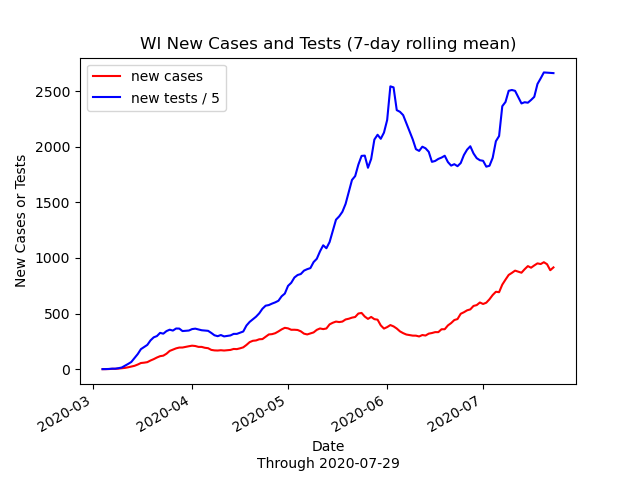 WI New Cases and Tests (7-day rolling mean)
new cases
new tests / 5
New Cases or Tests
2500
2000
1500
1000
500
0
2020-03
2020-04
2020-05
2020-06
2020-07
Date
Through 2020-07-29